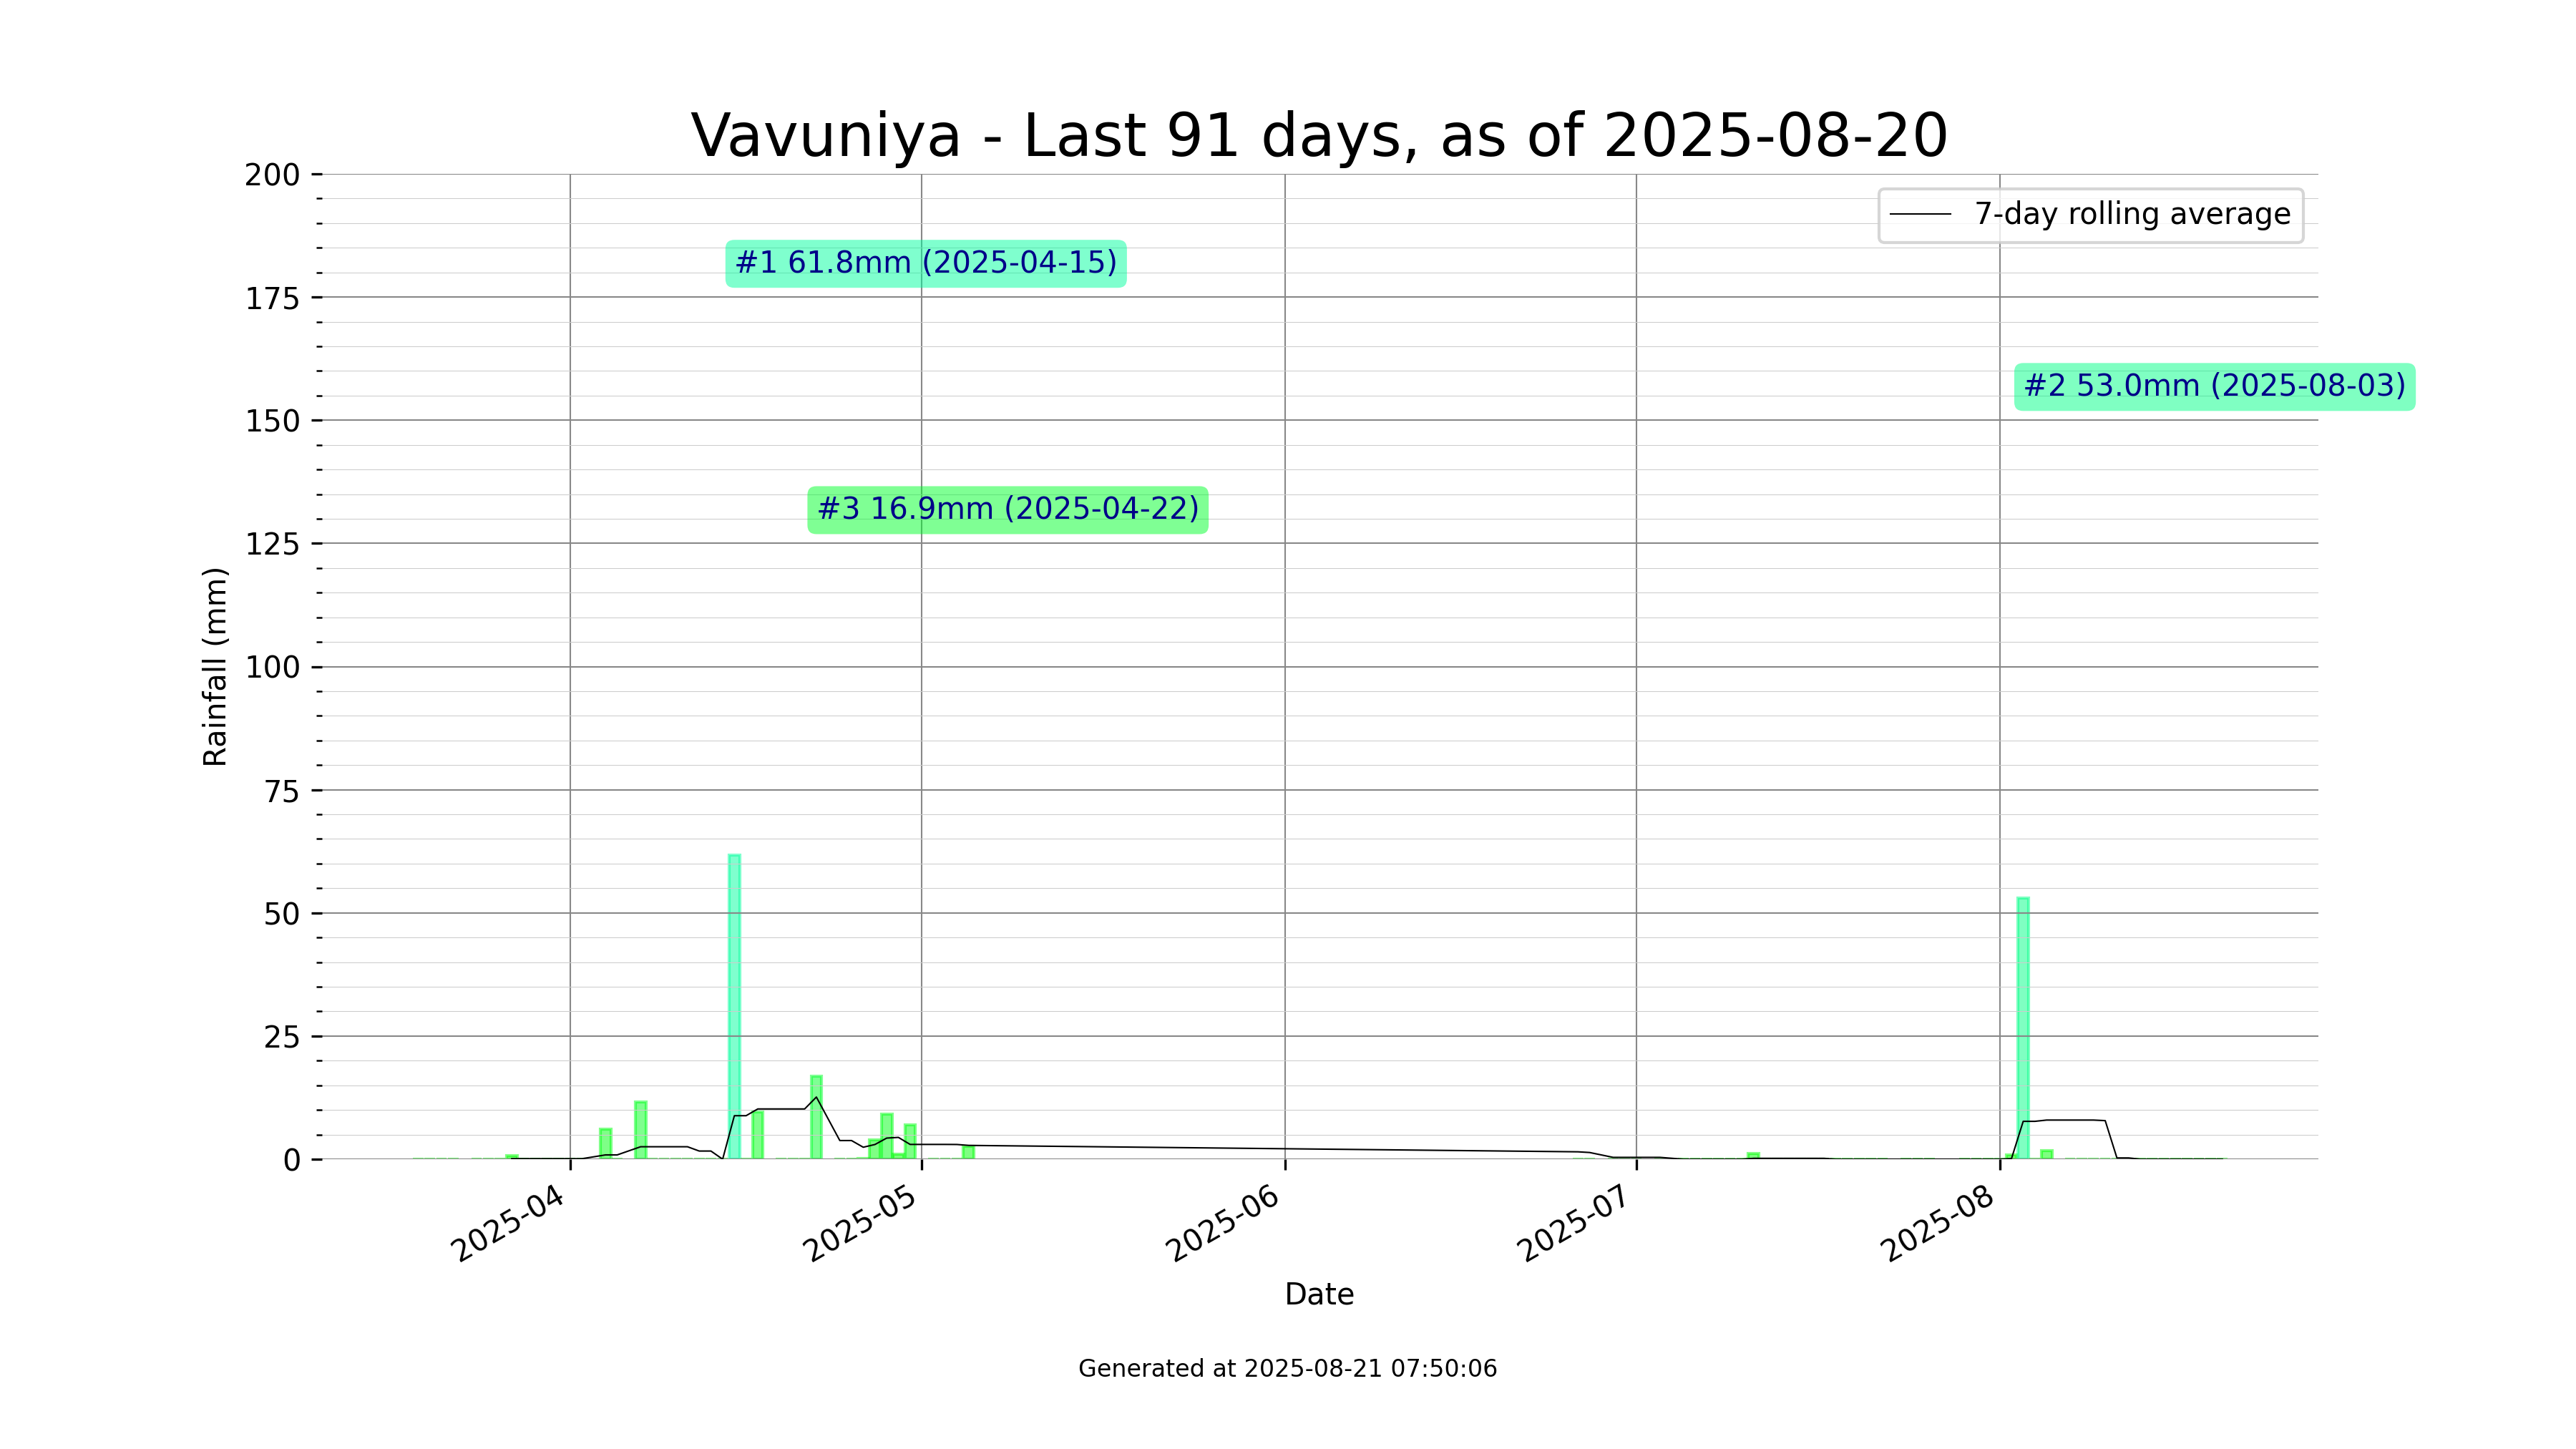 Vavuniya - Last 91 days, as of 2025-08-20
200
175
150
125
100
75
50
25
0
Rainfall (mm)
7-day rolling average
#1 61.8mm (2025-04-15)
#2 53.0mm (2025-08-03)
#3 16.9mm (2025-04-22)
2025-04
2025-05
2025-06
2025-07
2025-08
Date
Generated at 2025-08-21 07:50:06